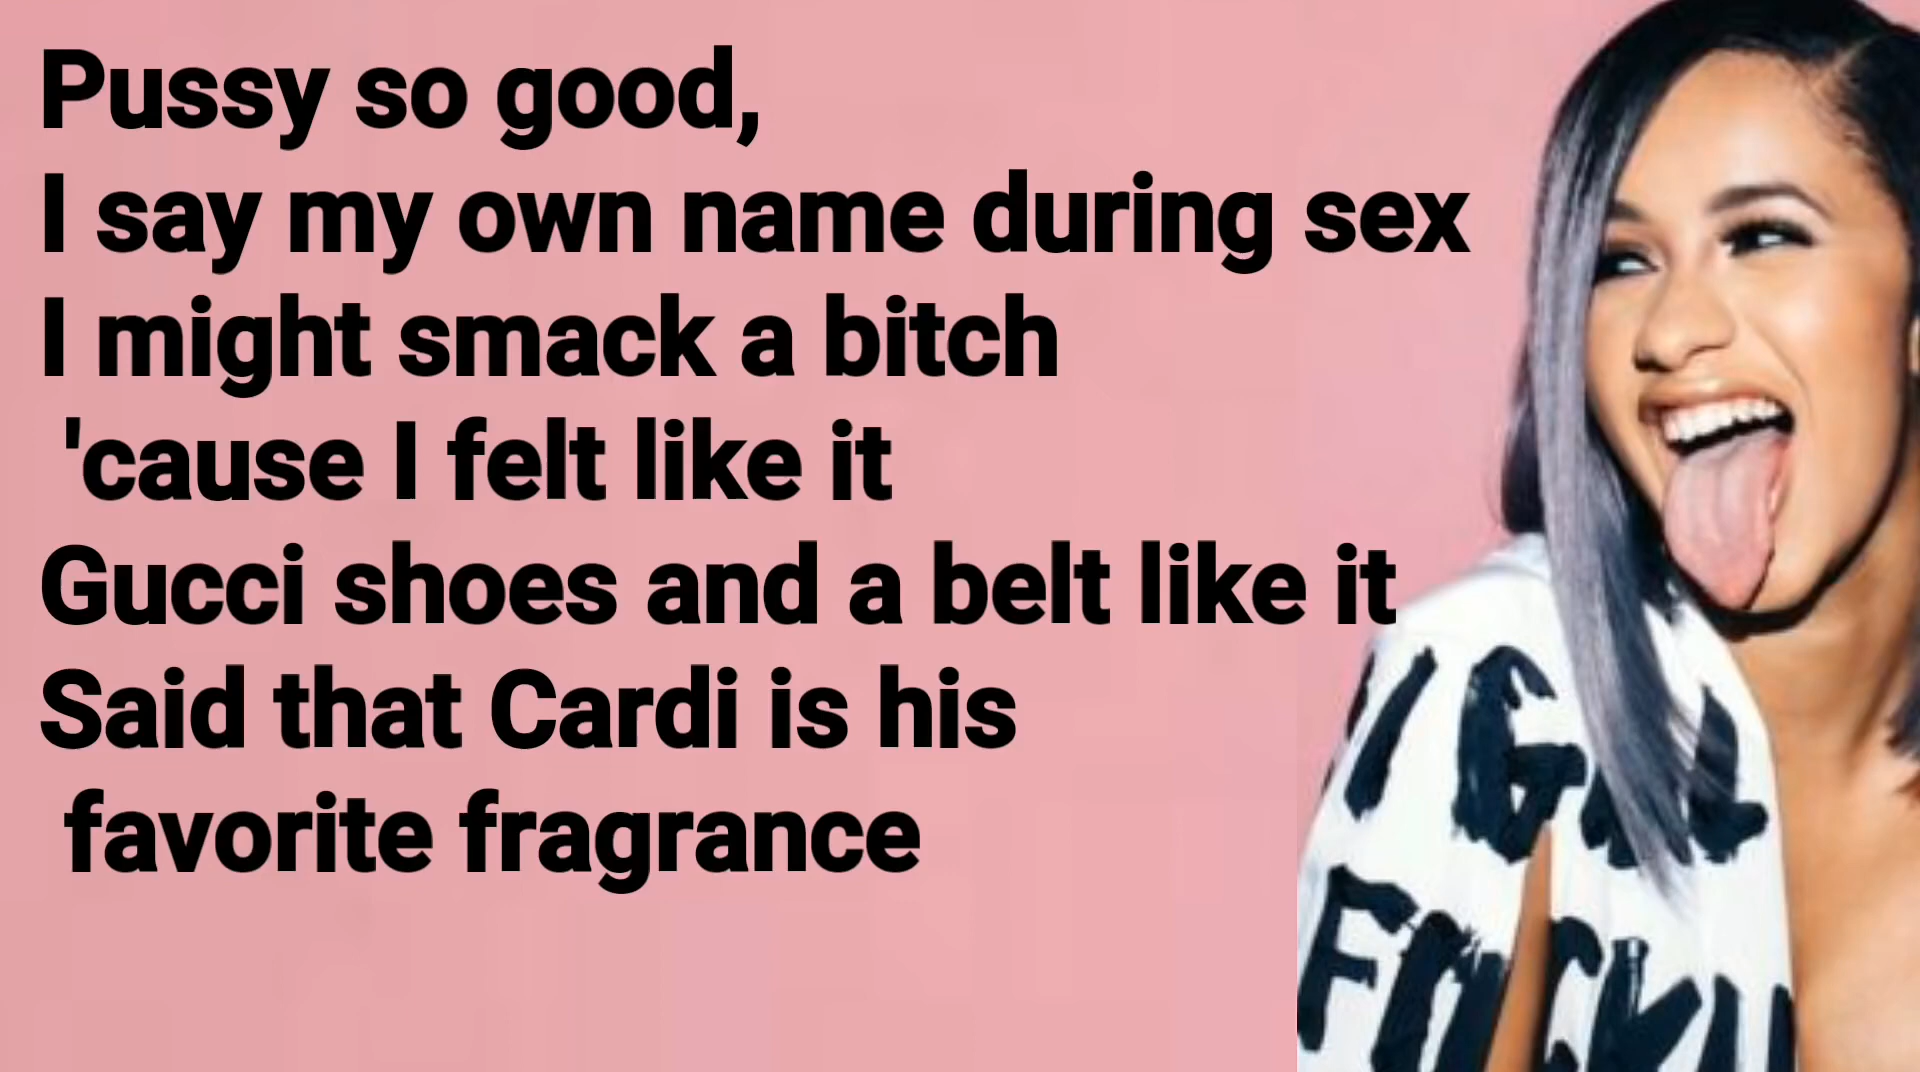 Pussy so good,
I say my own name during sex
I might smack a bitch
'cause I felt like it
Gucci shoes and a belt like it
Said that Cardi is his
favorite fragrance